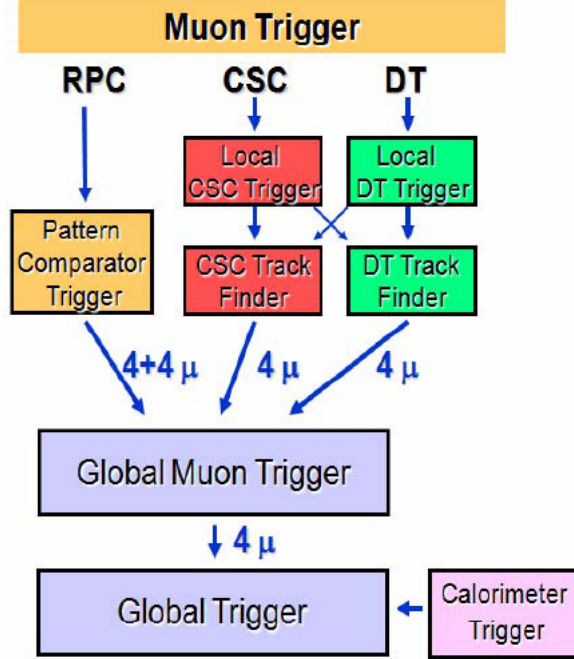 Muon Trigger
RPC
CSC
DT
Local
CSC Trigger
Local
DT Trigger
Pattern
Comparator
Trigger
CSC Track
Finder
DT Track
Finder
4+4 μ
4 μ
4 μ
Global Muon Trigger
4 μ
Global Trigger
Calorimeter
Trigger